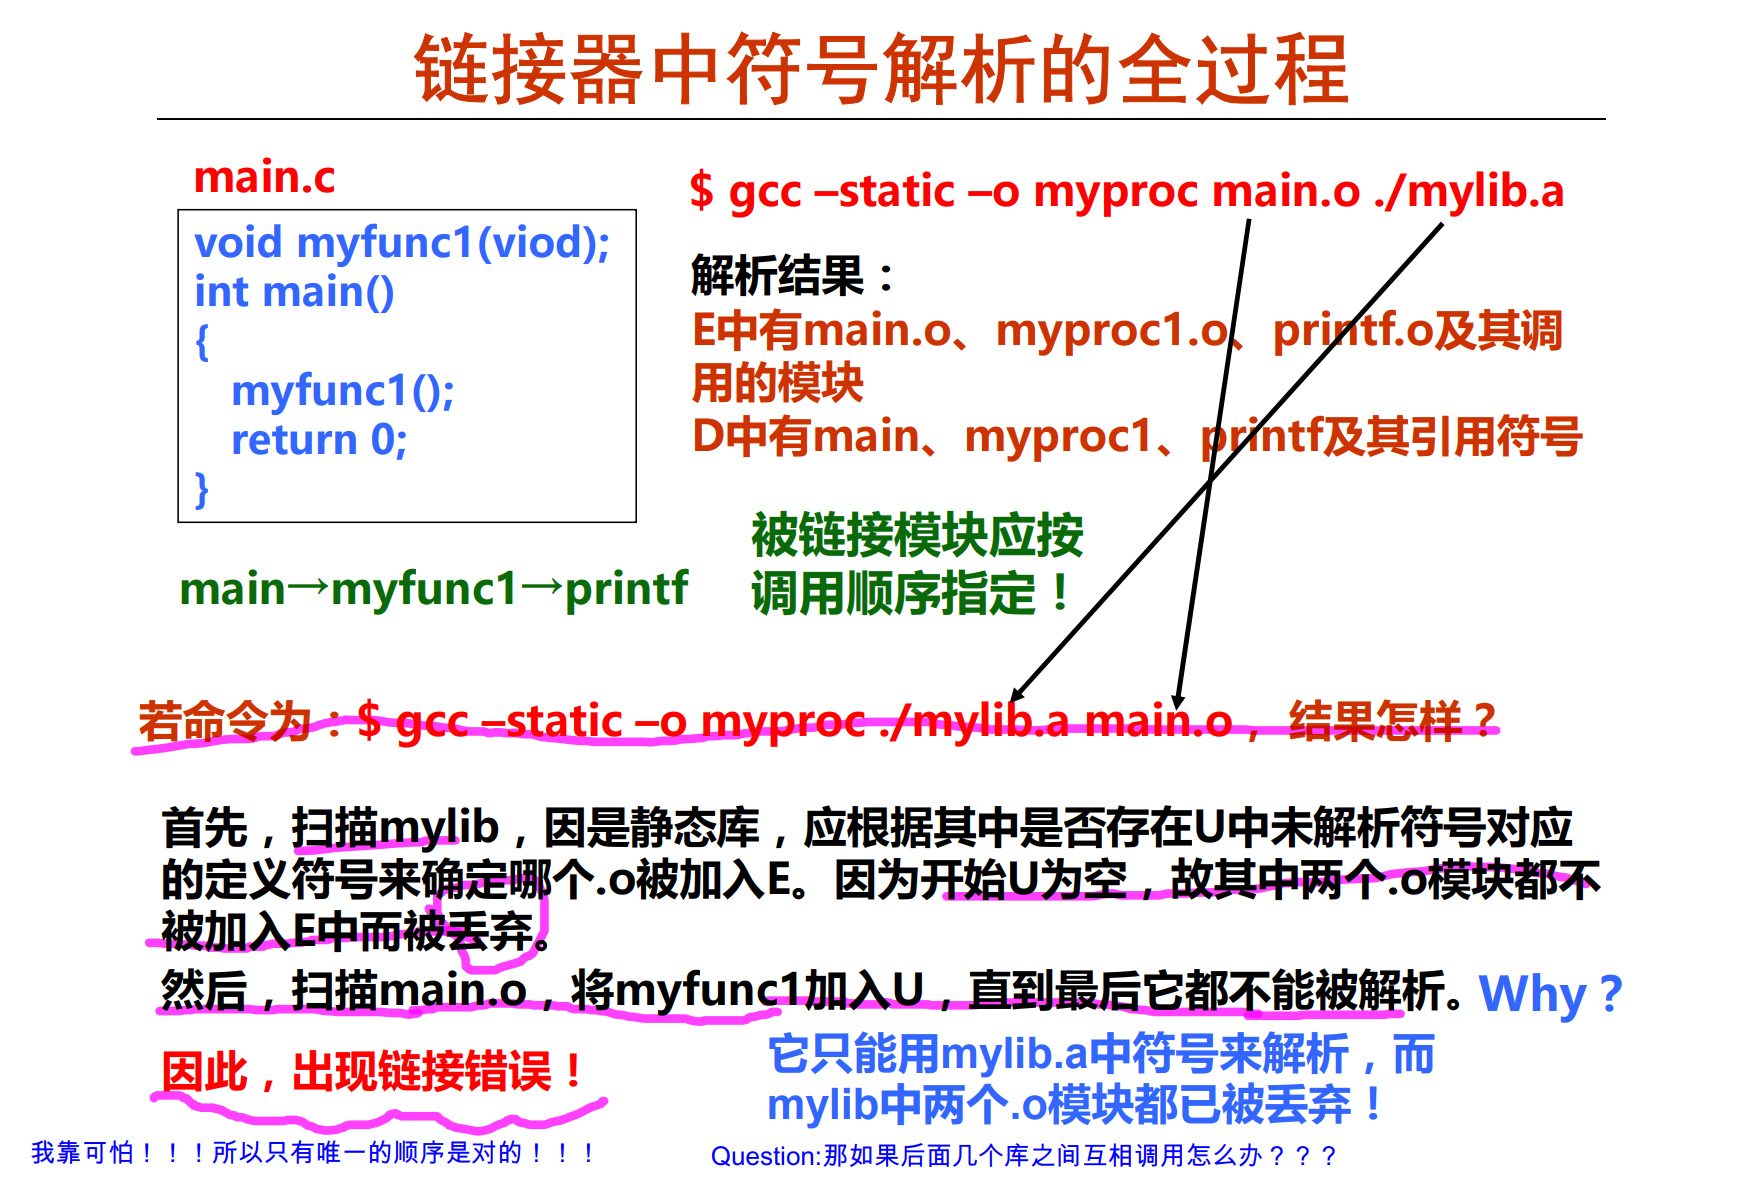 链接器中符号解析的全过程
main.c
void myfunc1(viod);
int main()
{
myfunc1();
return 0;
}
$ gcc –static –o myproc main.o ./mylib.a
解析结果：
E中有main.o、myproc1.o、printf.o及其调
用的模块
D中有main、myproc1、printf及其引用符号
被链接模块应按
调用顺序指定！
main→myfunc1→printf
若命令为：$ gcc –static –o myproc ./mylib.a main.o， 结果怎样？
首先，扫描mylib，因是静态库，应根据其中是否存在U中未解析符号对应
的定义符号来确定哪个.o被加入E。因为开始U为空，故其中两个.o模块都不
被加入E中而被丢弃。
然后，扫描main.o，将myfunc1加入U，直到最后它都不能被解析。Why？
因此，出现链接错误！
它只能用mylib.a中符号来解析，而
mylib中两个.o模块都已被丢弃！
我靠可怕！！！所以只有唯一的顺序是对的！！！
Question:那如果后面几个库之间互相调用怎么办？？？